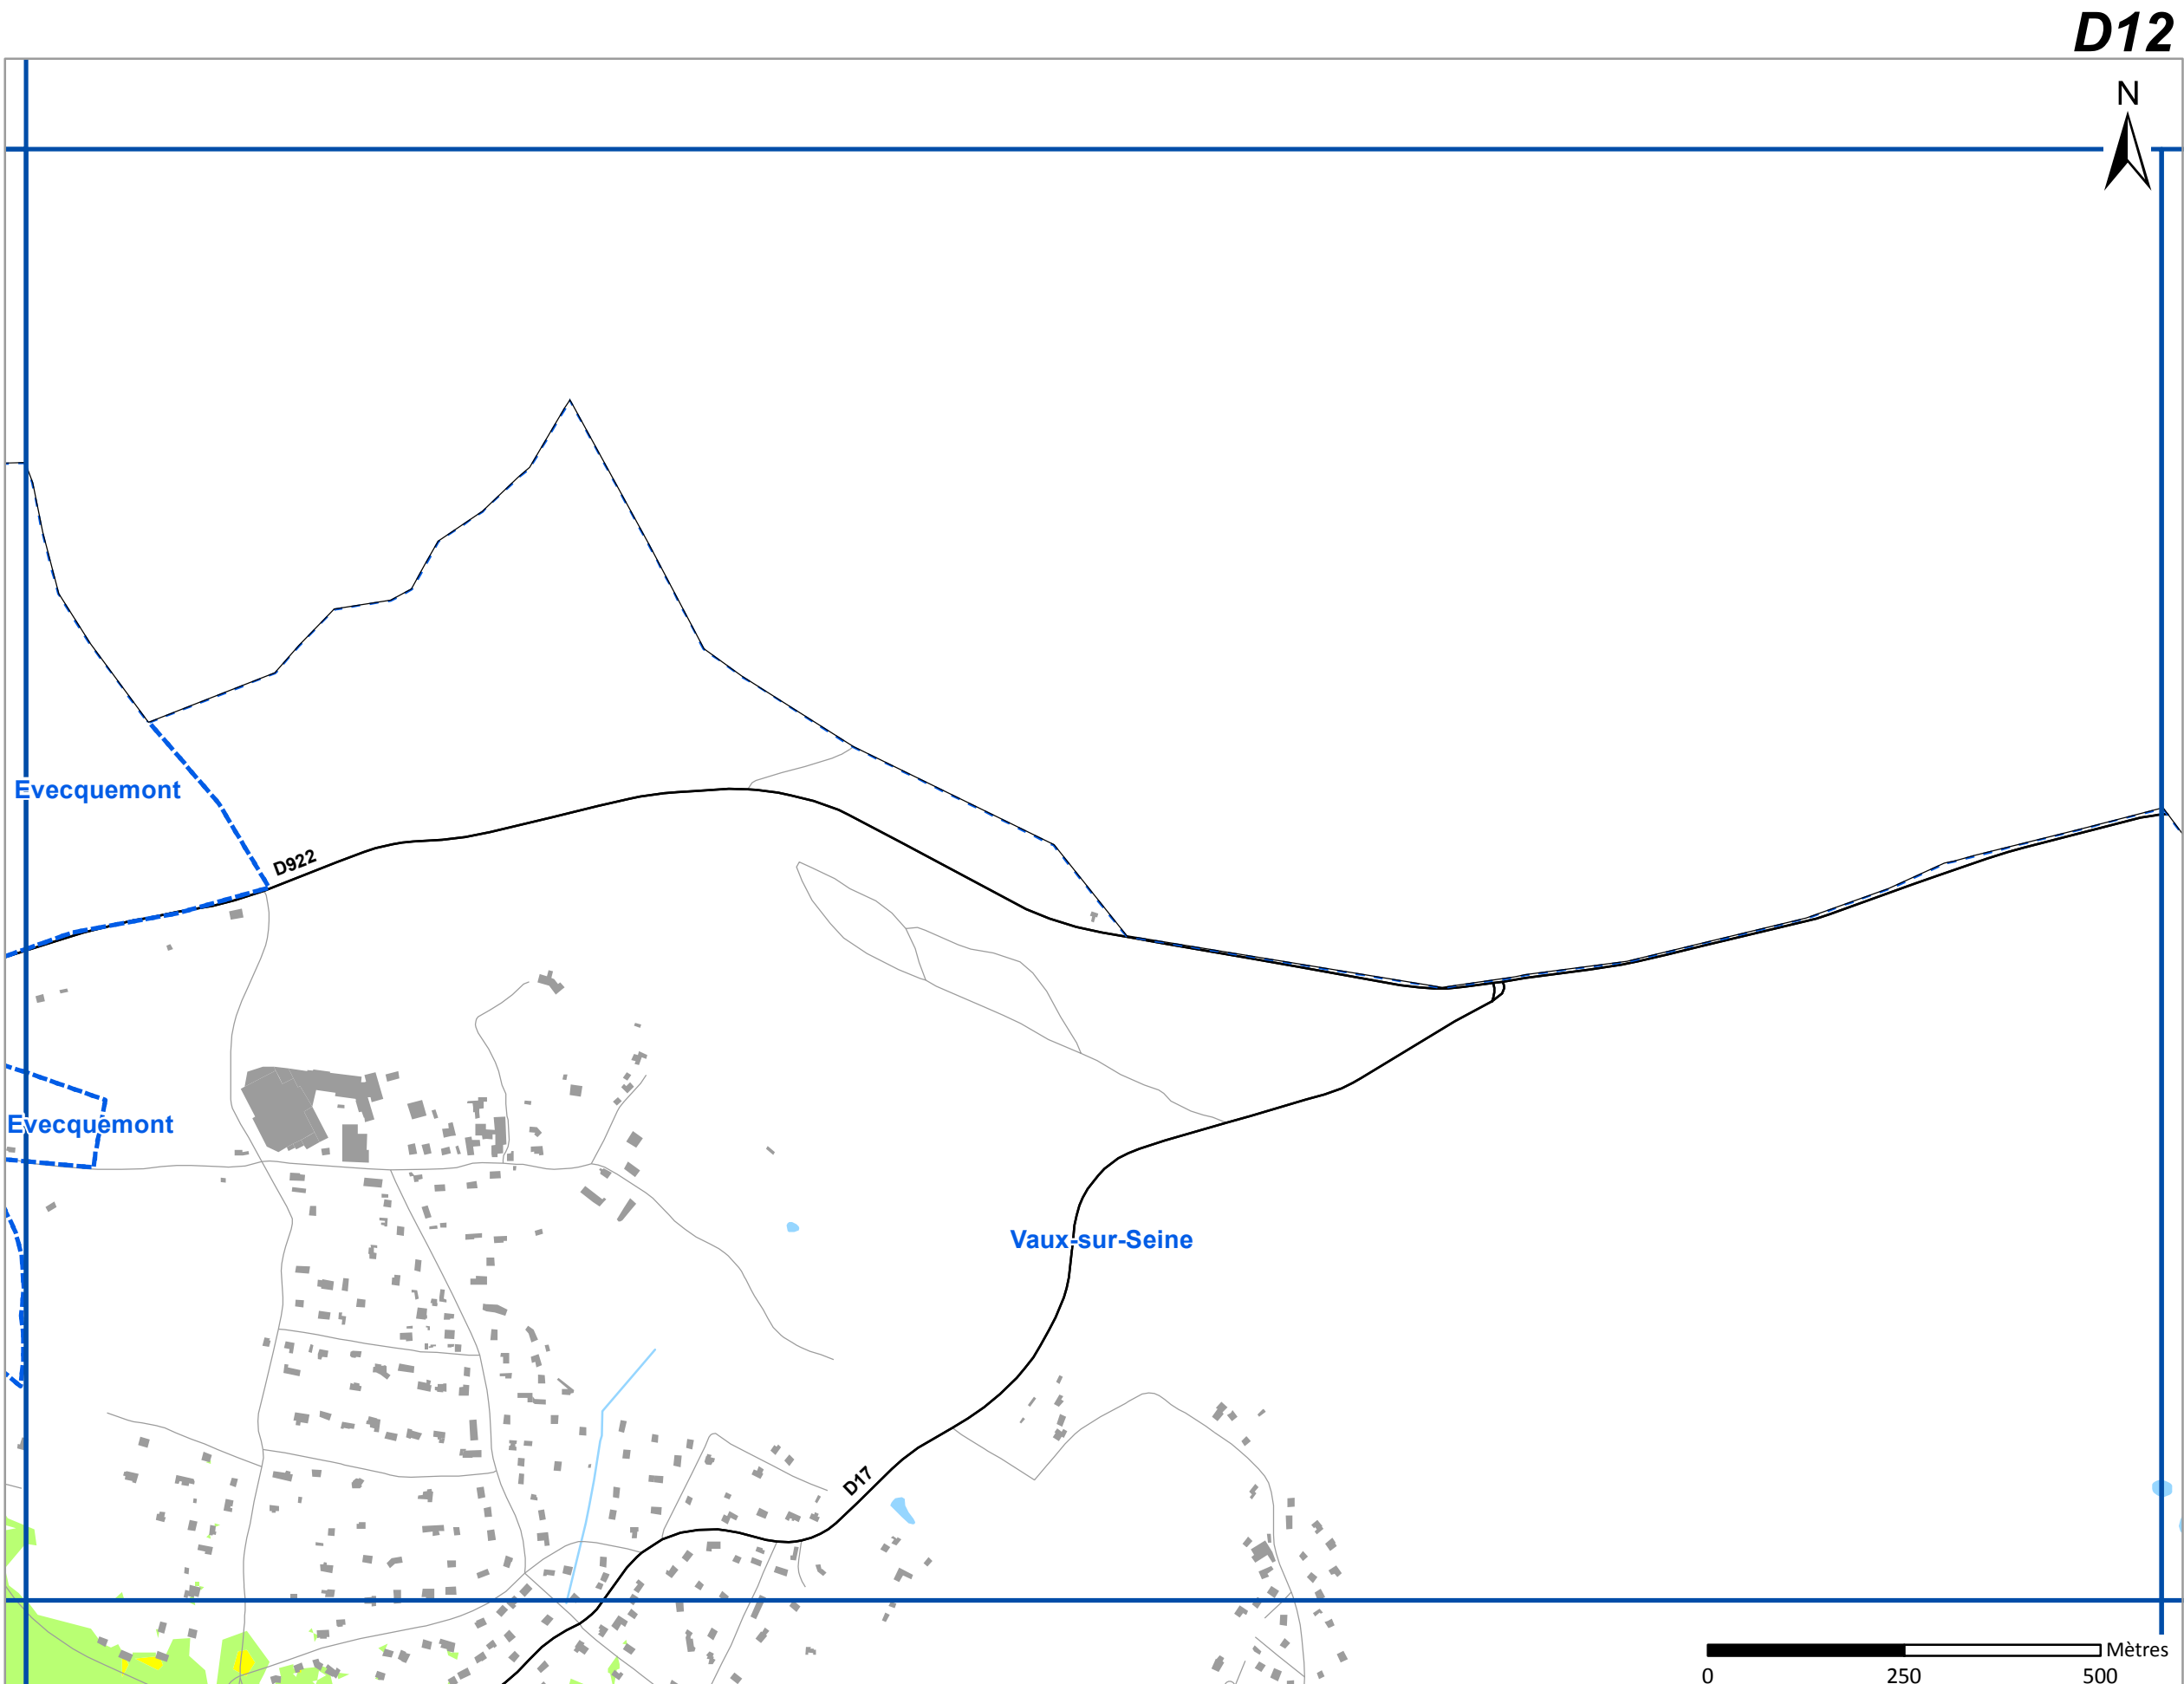 D12
N
Evecquemont
D922
Evecquemont
Vaux-sur-Seine
D17
Mètres
0 250 500